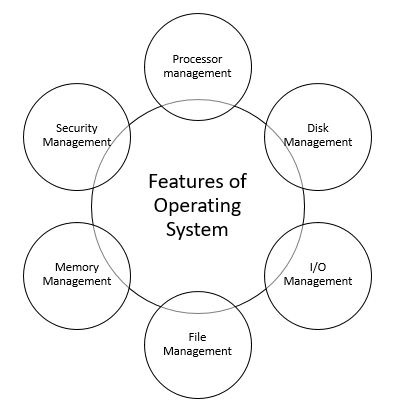 Processor
management
Security
Management
Disk
Management
Features of
Operating
System
Memory
Management
I/O
Management
File
Management